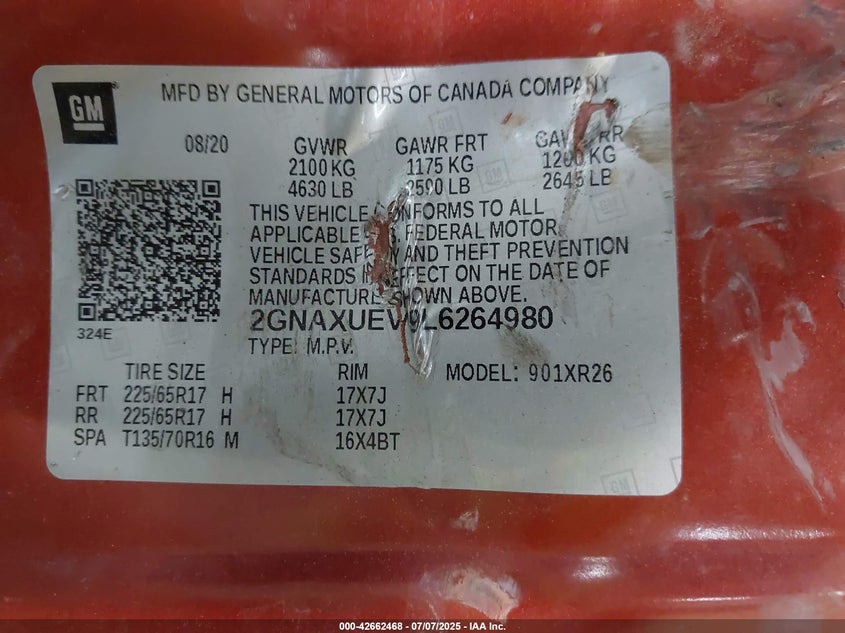 GM
MFD BY GENERAL MOTORS OF CANADA COMPANY
08/20 GVWR GAWR FRT GAWR RR
2100 KG 1175 KG 1200 KG
4630 LB 2590 LB 2645 LB
THIS VEHICLE CONFORMS TO ALL
APPLICABLE U.S. FEDERAL MOTOR
VEHICLE SAFETY AND THEFT PREVENTION
STANDARDS IN EFFECT ON THE DATE OF
MANUFACTURE SHOWN ABOVE.
2GNAXUEV9L6264980
324E
TYPE: M.P.V.
TIRE SIZE RIM MODEL: 901XR26
FRT 225/65R17 H 17X7J
RR 225/65R17 H 17X7J
SPA T135/70R16 M 16X4BT
000-42662468 - 07/07/2025 - IAA Inc.